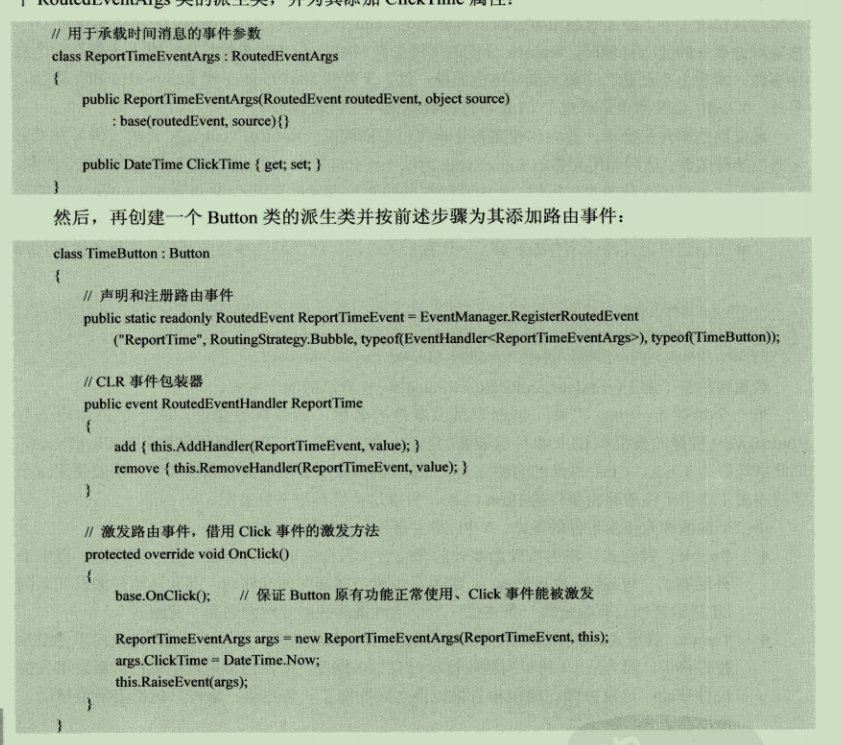 个 RoutedEventArgs 类的派生类，并为其添加 ClickTime 属性：
// 用于承载时间消息的事件参数
class ReportTimeEventArgs : RoutedEventArgs
{
public ReportTimeEventArgs(RoutedEvent routedEvent, object source)
: base(routedEvent, source){}
public DateTime ClickTime { get; set; }
}
然后，再创建一个 Button 类的派生类并按前述步骤为其添加路由事件：
class TimeButton : Button
{
// 声明和注册路由事件
public static readonly RoutedEvent ReportTimeEvent = EventManager.RegisterRoutedEvent
("ReportTime", RoutingStrategy.Bubble, typeof(EventHandler<ReportTimeEventArgs>), typeof(TimeButton));
// CLR 事件包装器
public event RoutedEventHandler ReportTime
{
add { this.AddHandler(ReportTimeEvent, value); }
remove { this.RemoveHandler(ReportTimeEvent, value); }
}
// 激发路由事件，借用 Click 事件的激发方法
protected override void OnClick()
{
base.OnClick(); // 保证 Button 原有功能正常使用、Click 事件能被激发
ReportTimeEventArgs args = new ReportTimeEventArgs(ReportTimeEvent, this);
args.ClickTime = DateTime.Now;
this.RaiseEvent(args);
}
}